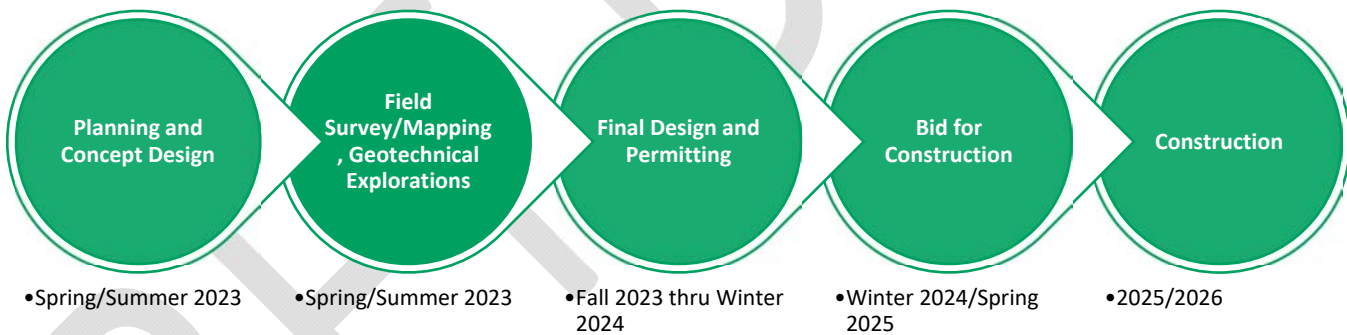 Planning and
Concept Design
Field
Survey/Mapping
, Geotechnical
Explorations
Final Design and
Permitting
Bid for
Construction
Construction
•Spring/Summer 2023
•Spring/Summer 2023
•Fall 2023 thru Winter
2024
•Winter 2024/Spring
2025
•2025/2026